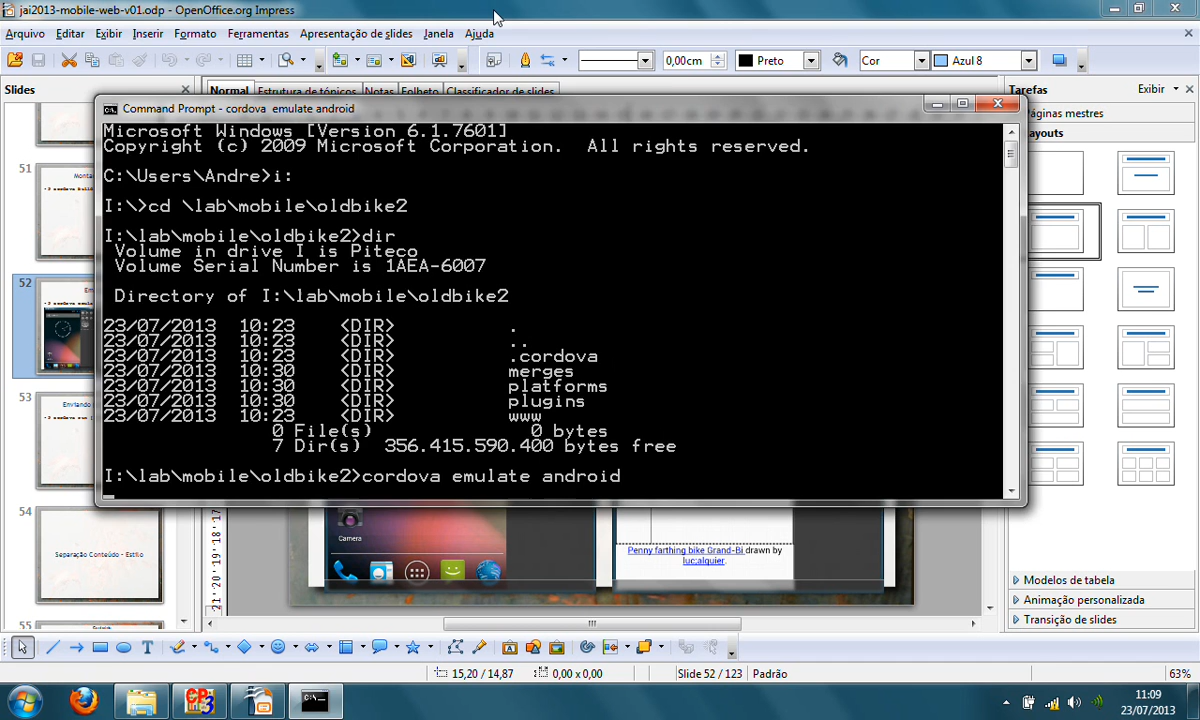 jai2013-mobile-web-v01.odp - OpenOffice.org Impress
Arquivo Editar Exibir Inserir Formato Ferramentas Apresentação de slides Janela Ajuda
0,00cm Preto Cor Azul 8
Slides
Normal Estrutura de tópicos Notas Folheto Classificador de slides
Tarefas Exibir
Command Prompt - cordova emulate android
Páginas mestres
Layouts
Microsoft Windows [Version 6.1.7601]
Copyright (c) 2009 Microsoft Corporation.  All rights reserved.
C:\Users\Andre>i:
I:\>cd \lab\mobile\oldbike2
I:\lab\mobile\oldbike2>dir
Volume in drive I is Piteco
Volume Serial Number is 1AEA-6007
Directory of I:\lab\mobile\oldbike2
23/07/2013  10:23    <DIR>          .
23/07/2013  10:23    <DIR>          ..
23/07/2013  10:23    <DIR>          .cordova
23/07/2013  10:30    <DIR>          merges
23/07/2013  10:30    <DIR>          platforms
23/07/2013  10:30    <DIR>          plugins
23/07/2013  10:23    <DIR>          www
0 File(s)              0 bytes
7 Dir(s)  356.415.590.400 bytes free
I:\lab\mobile\oldbike2>cordova emulate android
51
52
53
54
Separação Conteúdo - Estilo
55
Camera
Penny farthing bike Grand-Bi drawn by
luc;alquier.
Modelos de tabela
Animação personalizada
Transição de slides
15,20 / 14,87 0,00 x 0,00 Slide 52 / 123 Padrão 63%
11:09
23/07/2013